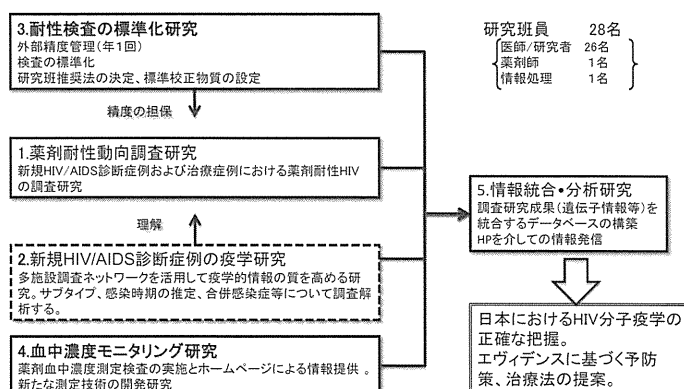 3.耐性検査の標準化研究
外部精度管理(年1回)
検査の標準化
研究班推奨法の決定、標準校正物質の設定
精度の担保
1.薬剤耐性動向調査研究
新規HIV/AIDS診断症例および治療症例における薬剤耐性HIV
の調査研究
理解
2.新規HIV/AIDS診断症例の疫学研究
多施設調査ネットワークを活用して疫学的情報の質を高める研
究。サブタイプ、感染時期の推定、合併感染症等について調査解
析する。
4.血中濃度モニタリング研究
薬剤血中濃度測定検査の実施とホームページによる情報提供 。
新たな測定技術の開発研究
研究班員 28名
医師/研究者 26名
薬剤師 1名
情報処理 1名
5.情報統合・分析研究
調査研究成果(遺伝子情報等)を
統合するデータベースの構築
HPを介しての情報発信
日本におけるHIV分子疫学の
正確な把握。
エヴィデンスに基づく予防
策、治療法の提案。